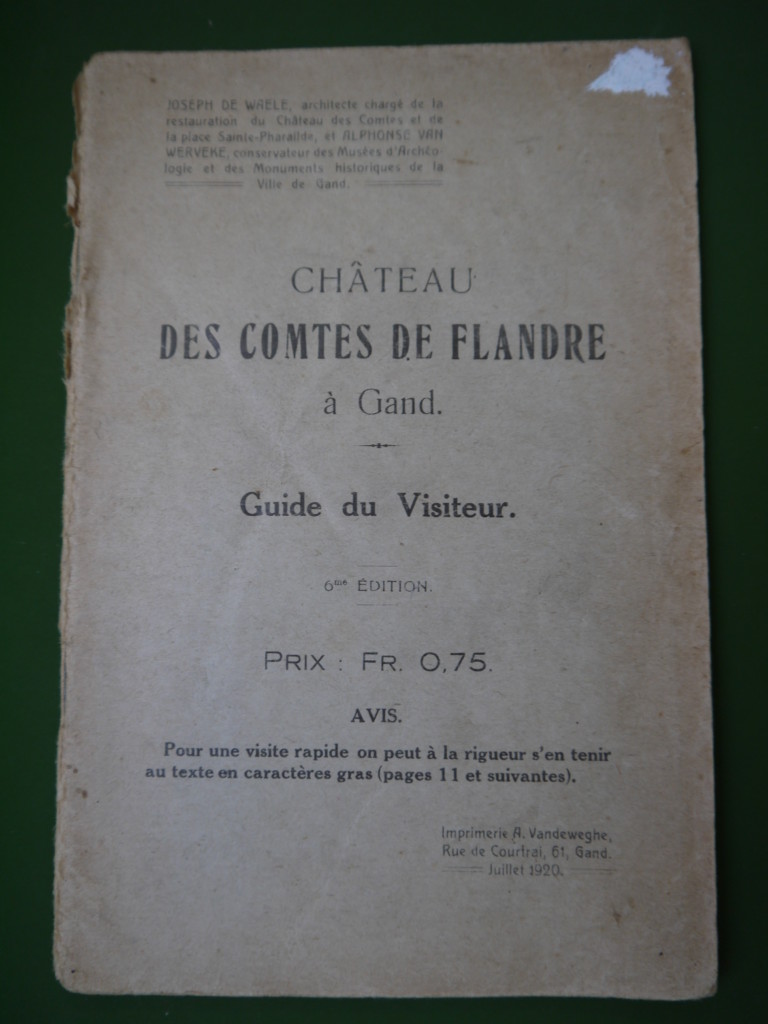 JOSEPH DE WAELE, architecte chargé de la
restauration du Château des Comtes et de
la place Sainte-Pharaïlde, et ALPHONSE VAN
WERVEKE, conservateur des Musées d'Archéo-
logie et des Monuments historiques de la
Ville de Gand.
CHÂTEAU
DES COMTES DE FLANDRE
à Gand.
Guide du Visiteur.
6me ÉDITION.
PRIX : FR. 0,75.
AVIS.
Pour une visite rapide on peut à la rigueur s'en tenir
au texte en caractères gras (pages 11 et suivantes).
Imprimerie A. Vandeweghe,
Rue de Courtrai, 61, Gand.
Juillet 1920.